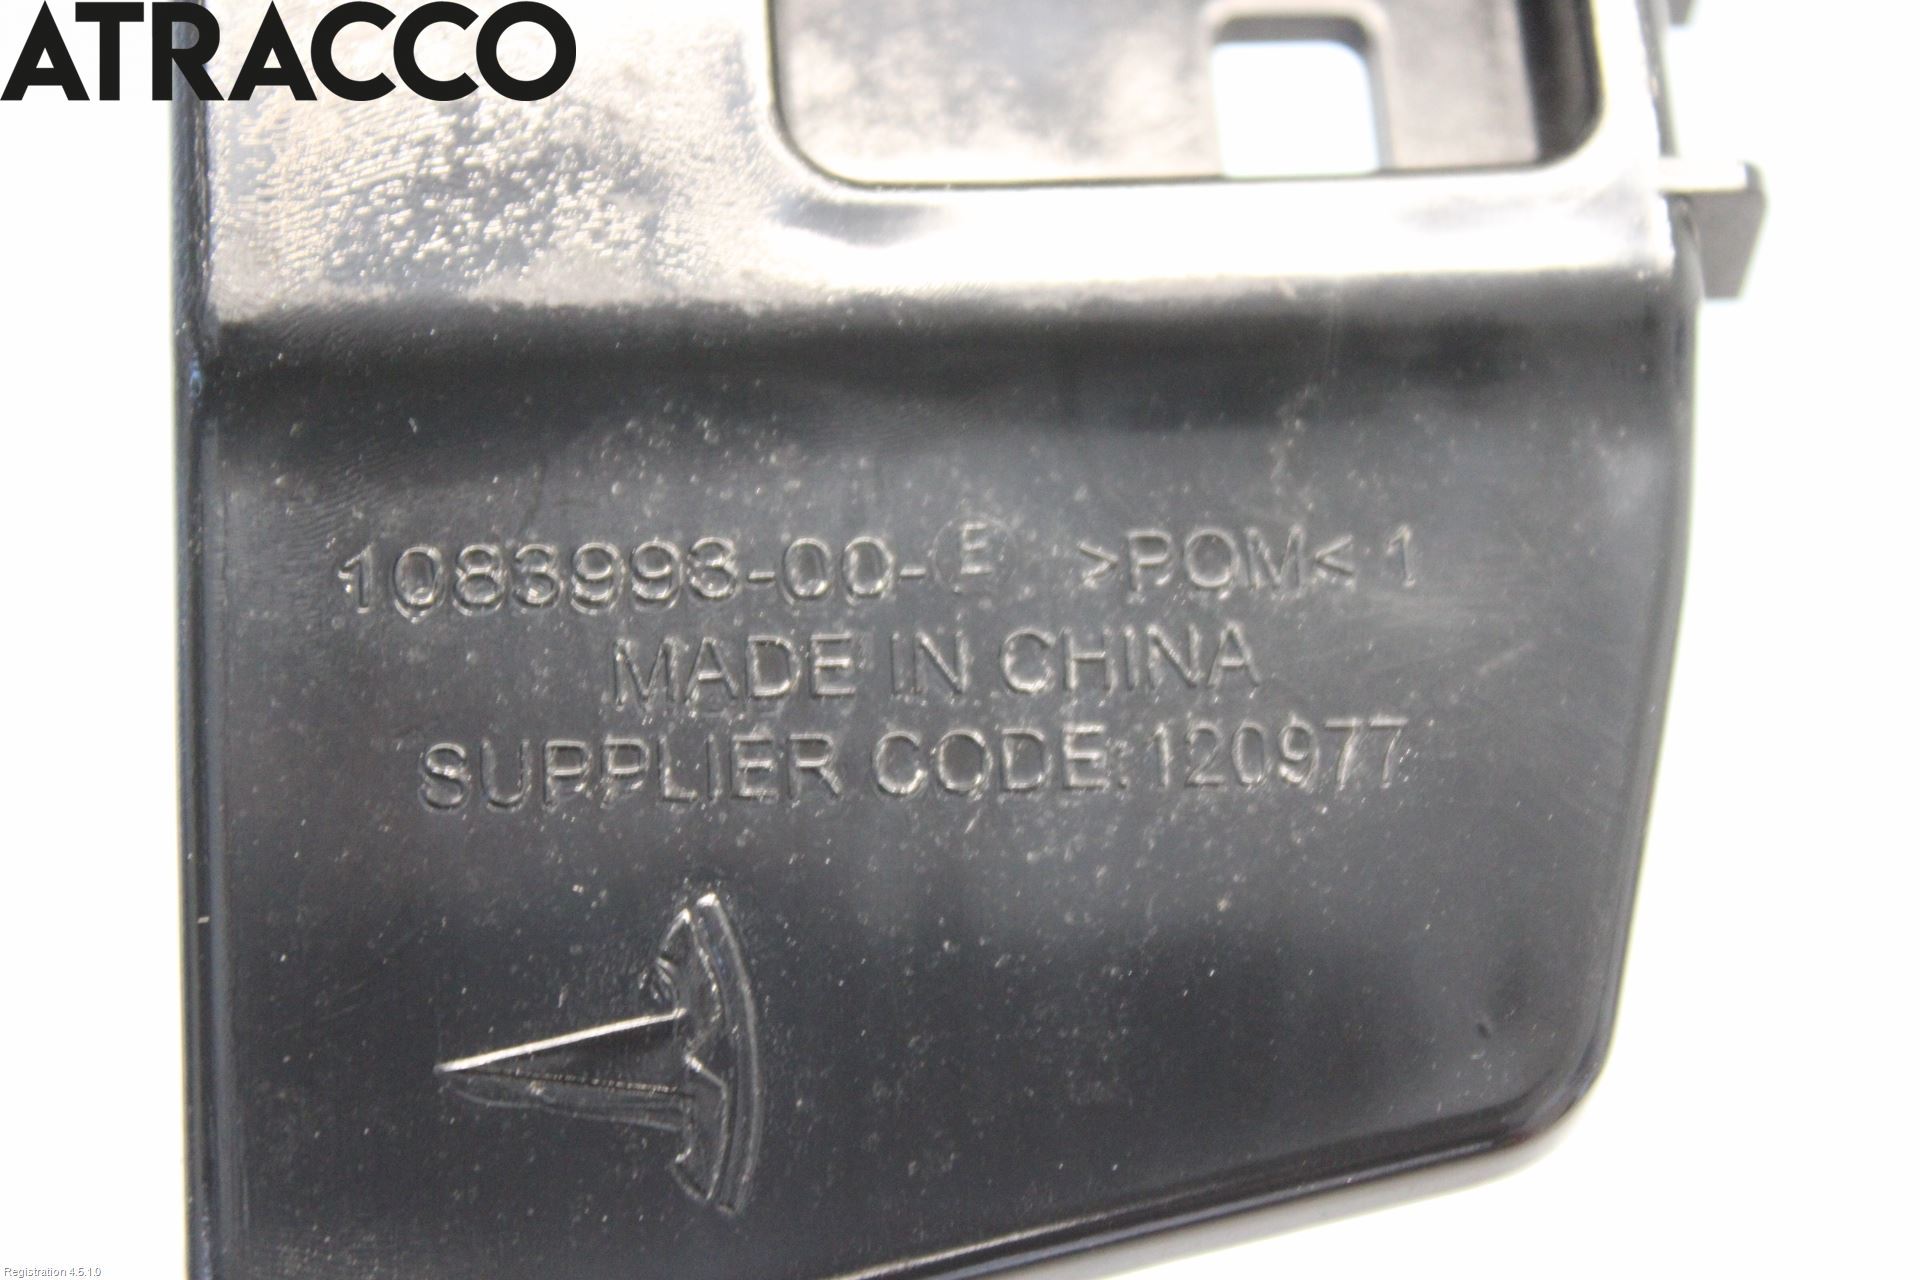 ATRACCO
1083993-00-E >POM< 1
MADE IN CHINA
SUPPLIER CODE:120977
Registration 4.5.1.0